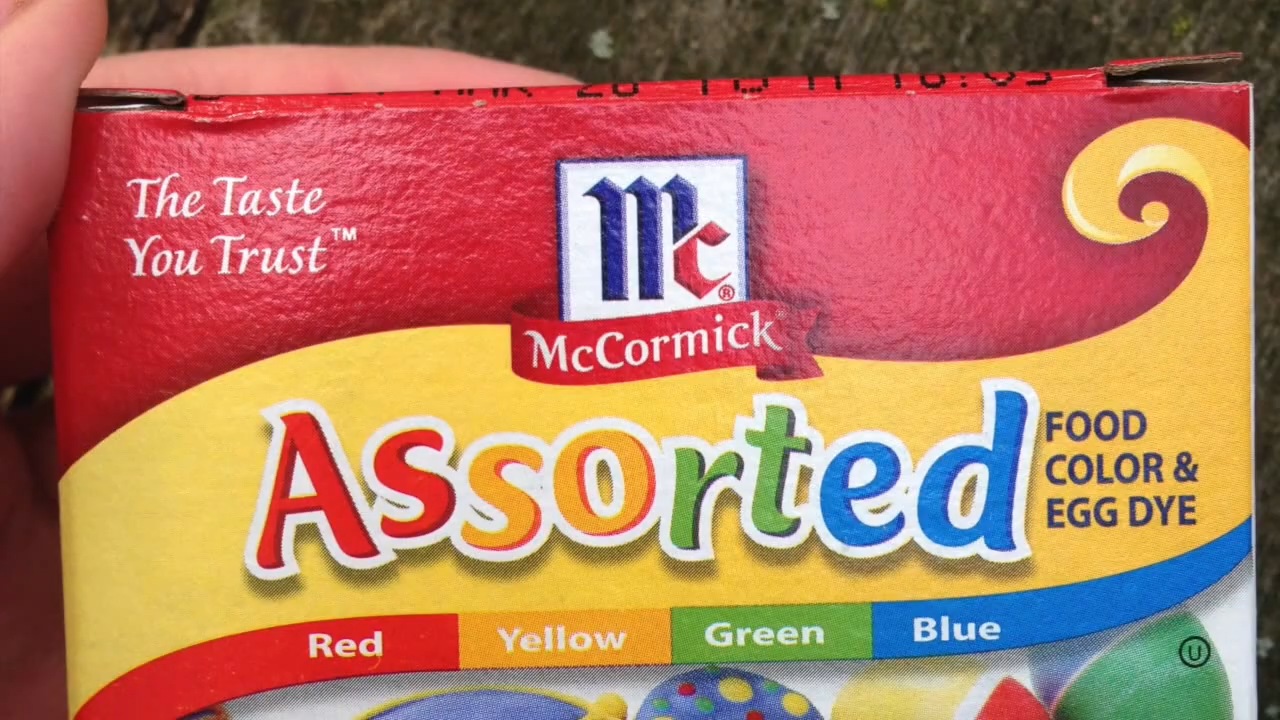 The Taste
You Trust™
Mc®
McCormick®
Assorted
FOOD
COLOR &
EGG DYE
Red Yellow Green Blue
U